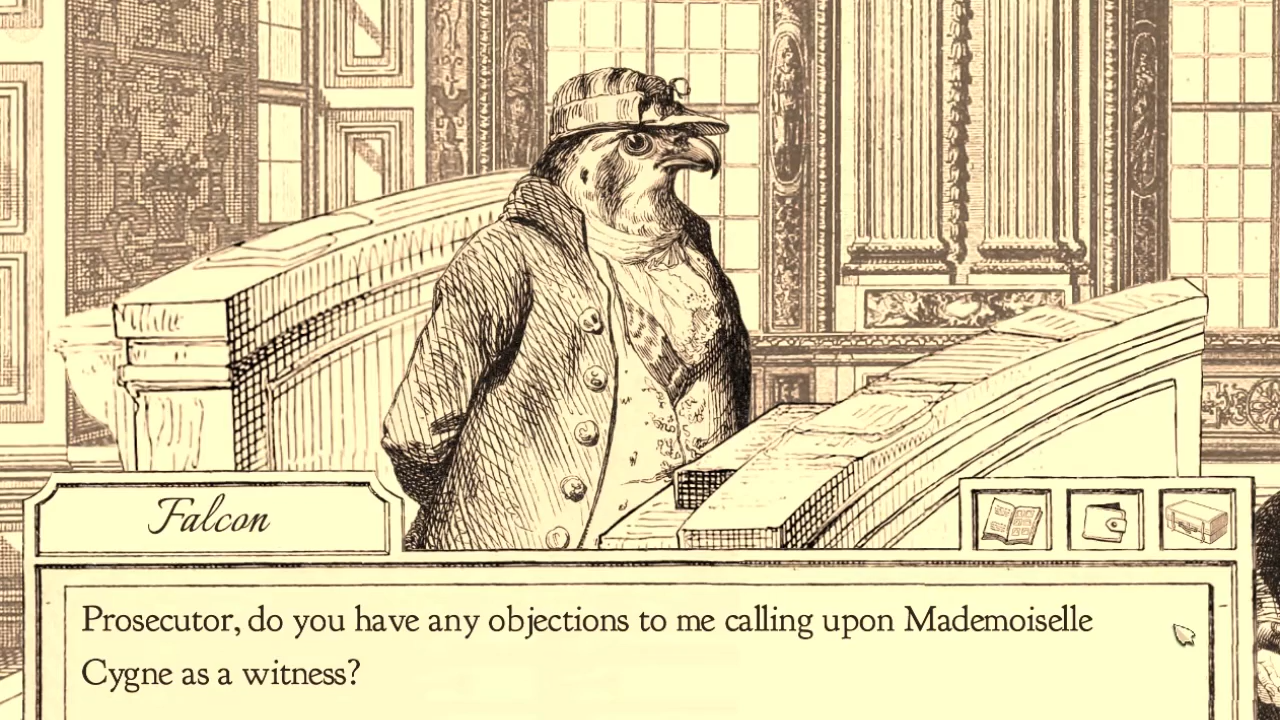 Falcon
Prosecutor, do you have any objections to me calling upon Mademoiselle
Cygne as a witness?